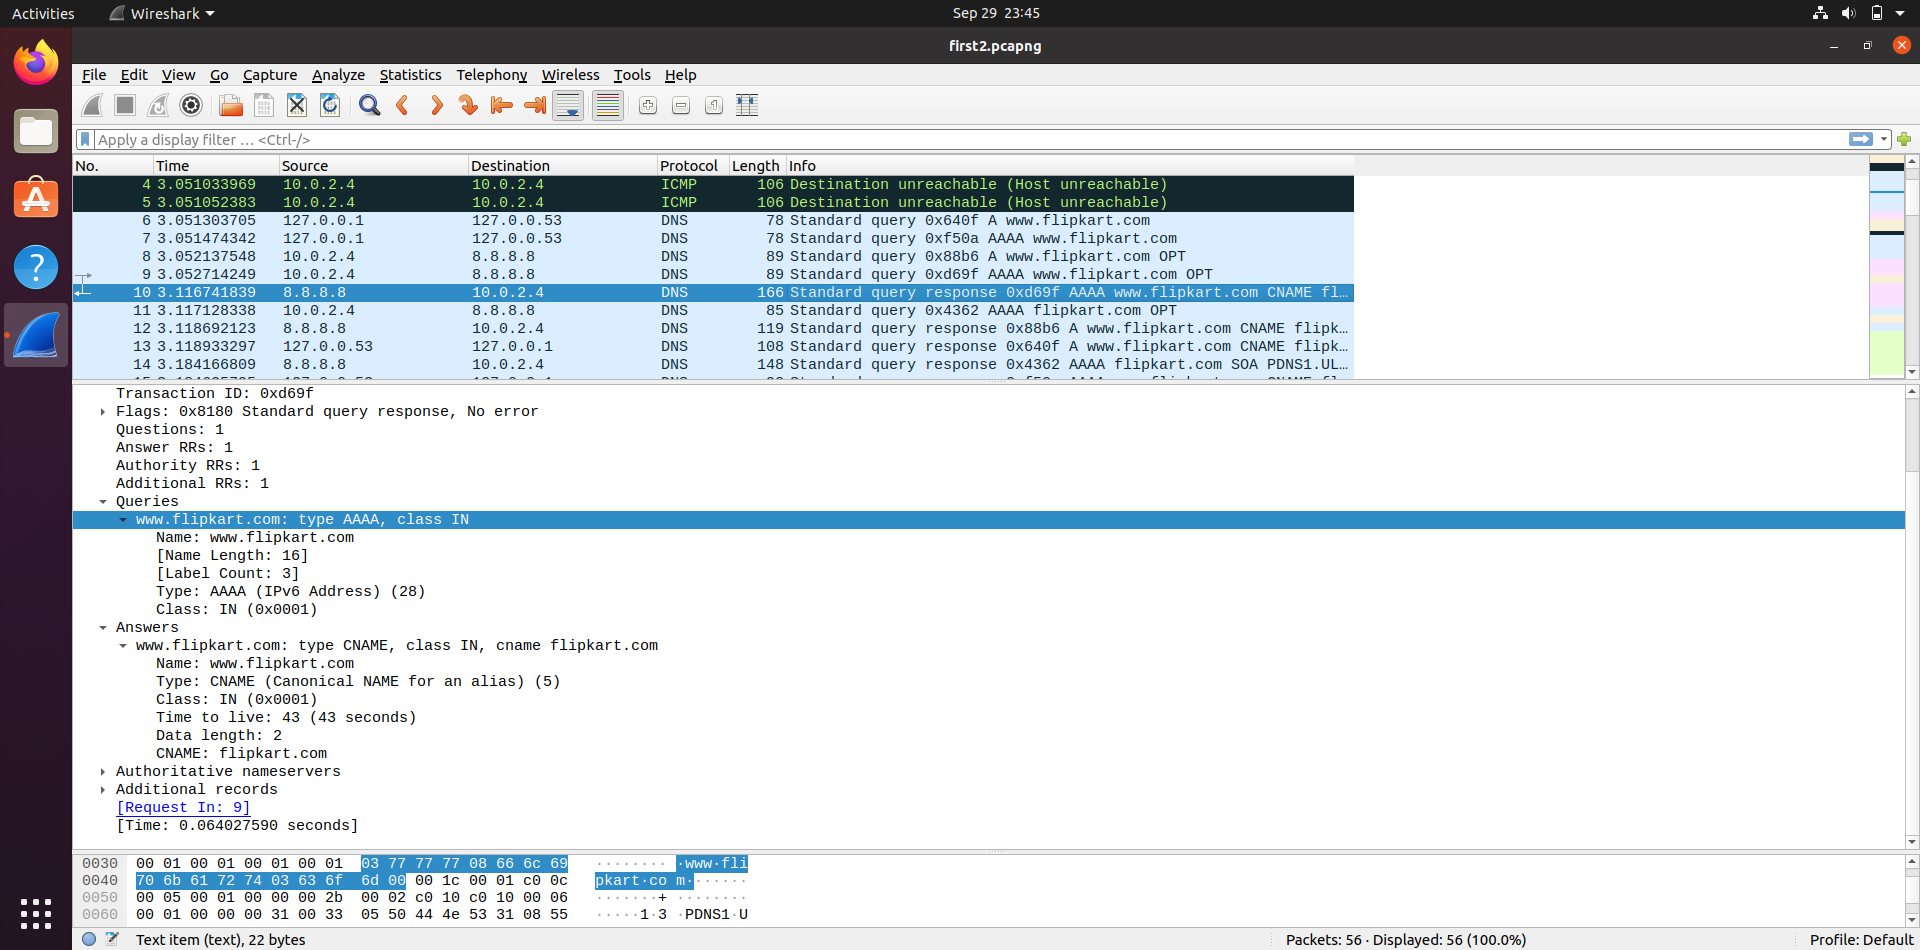 Activities Wireshark Sep 29 23:45
first2.pcapng
File Edit View Go Capture Analyze Statistics Telephony Wireless Tools Help
Apply a display filter … <Ctrl-/>
No. Time Source Destination Protocol Length Info
4 3.051033969 10.0.2.4 10.0.2.4 ICMP 106 Destination unreachable (Host unreachable)
5 3.051052383 10.0.2.4 10.0.2.4 ICMP 106 Destination unreachable (Host unreachable)
6 3.051303705 127.0.0.1 127.0.0.53 DNS 78 Standard query 0x640f A www.flipkart.com
7 3.051474342 127.0.0.1 127.0.0.53 DNS 78 Standard query 0xf50a AAAA www.flipkart.com
8 3.052137548 10.0.2.4 8.8.8.8 DNS 89 Standard query 0x88b6 A www.flipkart.com OPT
9 3.052714249 10.0.2.4 8.8.8.8 DNS 89 Standard query 0xd69f AAAA www.flipkart.com OPT
10 3.116741839 8.8.8.8 10.0.2.4 DNS 166 Standard query response 0xd69f AAAA www.flipkart.com CNAME fl…
11 3.117128338 10.0.2.4 8.8.8.8 DNS 85 Standard query 0x4362 AAAA flipkart.com OPT
12 3.118692123 8.8.8.8 10.0.2.4 DNS 119 Standard query response 0x88b6 A www.flipkart.com CNAME flipk…
13 3.118933297 127.0.0.53 127.0.0.1 DNS 108 Standard query response 0x640f A www.flipkart.com CNAME flipk…
14 3.184166809 8.8.8.8 10.0.2.4 DNS 148 Standard query response 0x4362 AAAA flipkart.com SOA PDNS1.UL…
Transaction ID: 0xd69f
Flags: 0x8180 Standard query response, No error
Questions: 1
Answer RRs: 1
Authority RRs: 1
Additional RRs: 1
Queries
www.flipkart.com: type AAAA, class IN
Name: www.flipkart.com
[Name Length: 16]
[Label Count: 3]
Type: AAAA (IPv6 Address) (28)
Class: IN (0x0001)
Answers
www.flipkart.com: type CNAME, class IN, cname flipkart.com
Name: www.flipkart.com
Type: CNAME (Canonical NAME for an alias) (5)
Class: IN (0x0001)
Time to live: 43 (43 seconds)
Data length: 2
CNAME: flipkart.com
Authoritative nameservers
Additional records
[Request In: 9]
[Time: 0.064027590 seconds]
0030 00 01 00 01 00 01 00 01 03 77 77 77 08 66 6c 69 ········ ·www·fli
0040 70 6b 61 72 74 03 63 6f 6d 00 00 1c 00 01 c0 0c pkart·co m·······
0050 00 05 00 01 00 00 00 2b 00 02 c0 10 c0 10 00 06 ·······+ ········
0060 00 01 00 00 00 31 00 33 05 50 44 4e 53 31 08 55 ·····1·3 ·PDNS1·U
Text item (text), 22 bytes Packets: 56 · Displayed: 56 (100.0%) Profile: Default